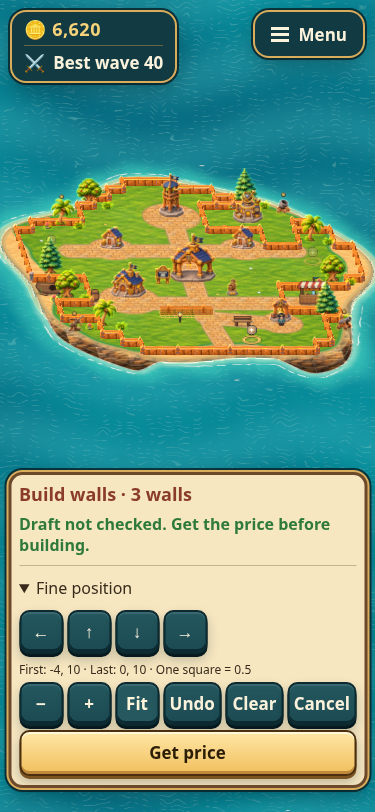 6,620
Best wave 40
Menu
Build walls · 3 walls
Draft not checked. Get the price before
building.
▼ Fine position
← ↑ ↓ →
First: -4, 10 · Last: 0, 10 · One square = 0.5
− + Fit Undo Clear Cancel
Get price